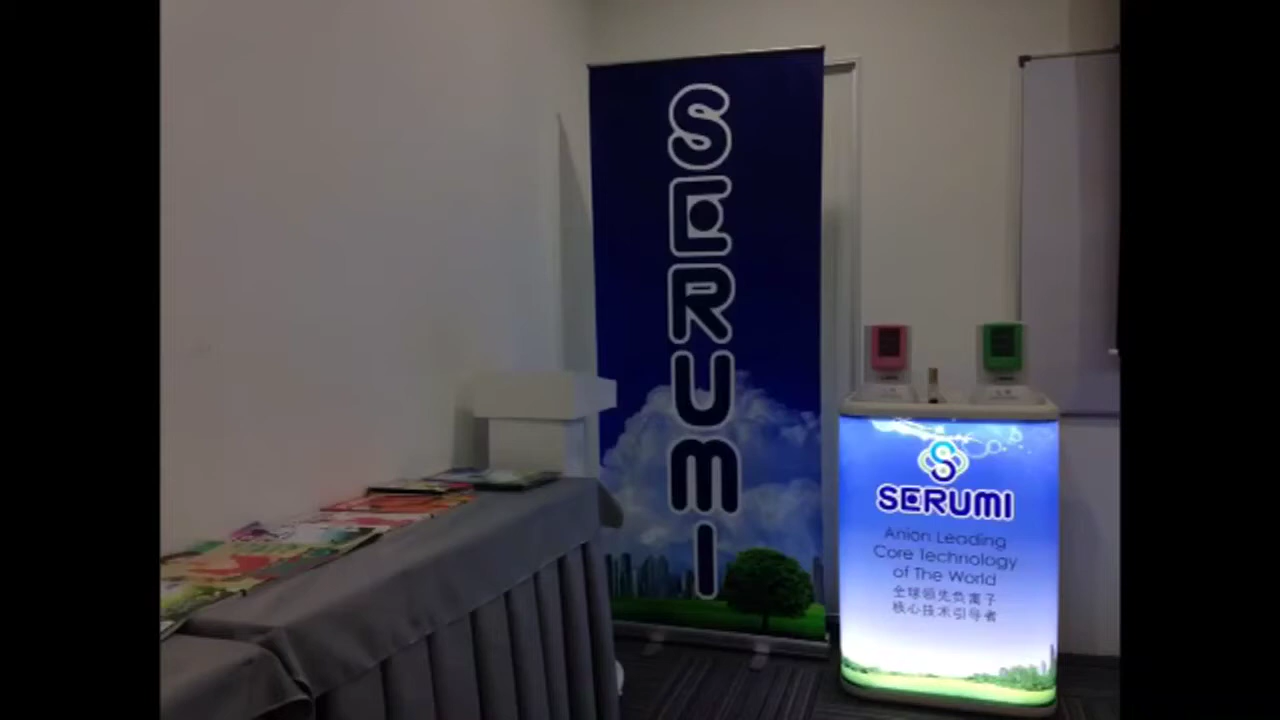 SERUMI
S
SERUMI
Anion Leading
Core Technology
of The World
全球领先负离子
核心技术引导者